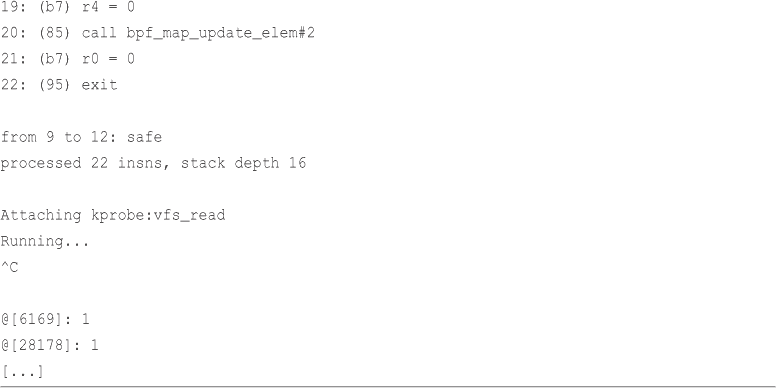 19: (b7) r4 = 0
20: (85) call bpf_map_update_elem#2
21: (b7) r0 = 0
22: (95) exit
from 9 to 12: safe
processed 22 insns, stack depth 16
Attaching kprobe:vfs_read
Running...
^C
@[6169]: 1
@[28178]: 1
[...]